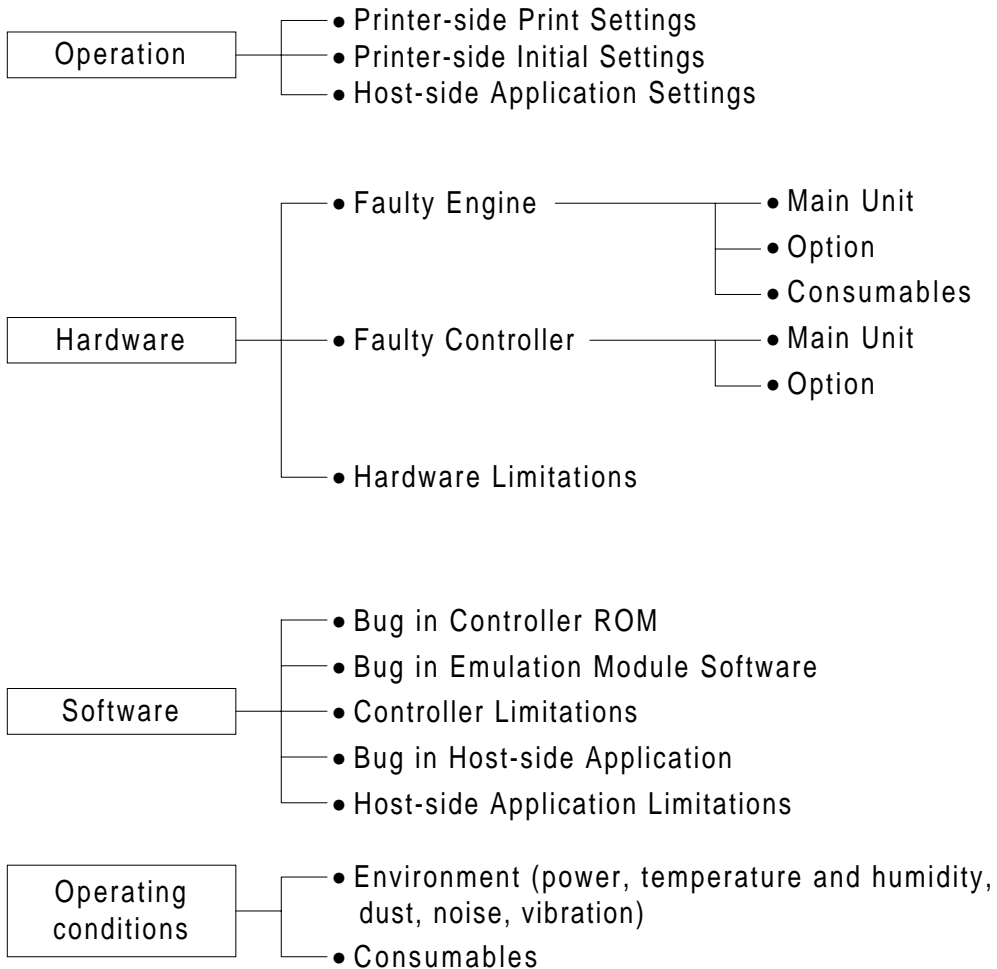 Operation
● Printer-side Print Settings
● Printer-side Initial Settings
● Host-side Application Settings
Hardware
● Faulty Engine
● Main Unit
● Option
● Consumables
● Faulty Controller
● Main Unit
● Option
● Hardware Limitations
Software
● Bug in Controller ROM
● Bug in Emulation Module Software
● Controller Limitations
● Bug in Host-side Application
● Host-side Application Limitations
Operating
conditions
● Environment (power, temperature and humidity,
dust, noise, vibration)
● Consumables